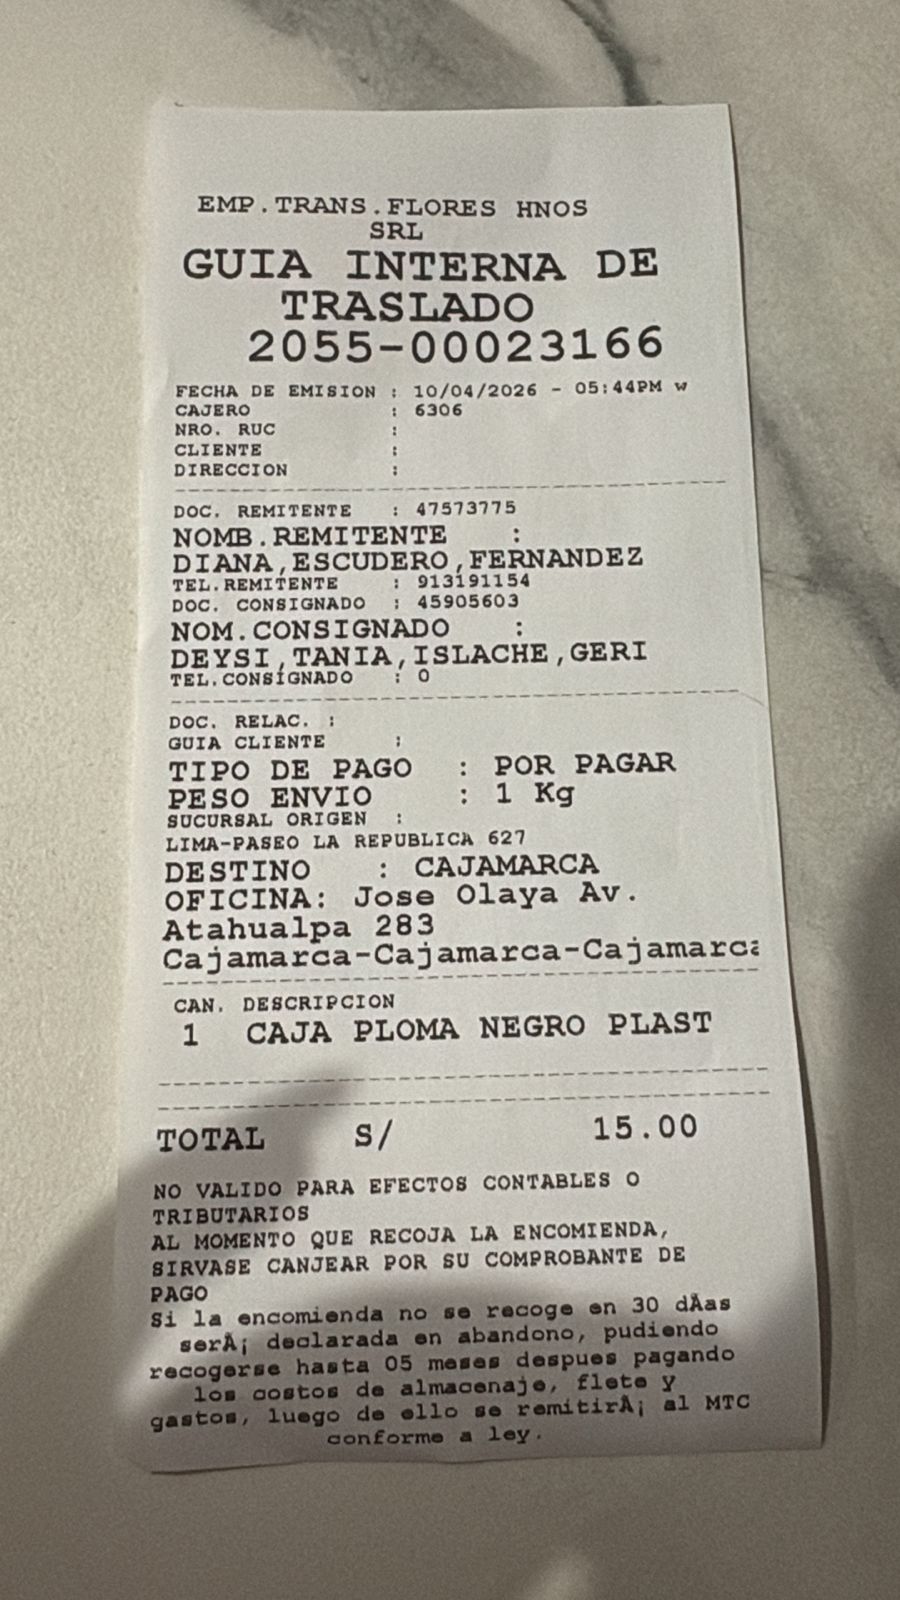 EMP.TRANS.FLORES HNOS
SRL
GUIA INTERNA DE
TRASLADO
2055-00023166
FECHA DE EMISION : 10/04/2026 - 05:44PM w
CAJERO : 6306
NRO. RUC :
CLIENTE :
DIRECCION :
DOC. REMITENTE : 47573775
NOMB.REMITENTE :
DIANA,ESCUDERO,FERNANDEZ
TEL.REMITENTE : 913191154
DOC. CONSIGNADO : 45905603
NOM.CONSIGNADO :
DEYSI,TANIA,ISLACHE,GERI
TEL.CONSIGNADO : 0
DOC. RELAC. :
GUIA CLIENTE :
TIPO DE PAGO : POR PAGAR
PESO ENVIO : 1 Kg
SUCURSAL ORIGEN :
LIMA-PASEO LA REPUBLICA 627
DESTINO : CAJAMARCA
OFICINA: Jose Olaya Av.
Atahualpa 283
Cajamarca-Cajamarca-Cajamarca
CAN. DESCRIPCION
1 CAJA PLOMA NEGRO PLAST
TOTAL S/ 15.00
NO VALIDO PARA EFECTOS CONTABLES O
TRIBUTARIOS
AL MOMENTO QUE RECOJA LA ENCOMIENDA,
SIRVASE CANJEAR POR SU COMPROBANTE DE
PAGO
Si la encomienda no se recoge en 30 dÃas
serÃ¡ declarada en abandono, pudiendo
recogerse hasta 05 meses despues pagando
los costos de almacenaje, flete y
gastos, luego de ello se remitirÃ¡ al MTC
conforme a ley.